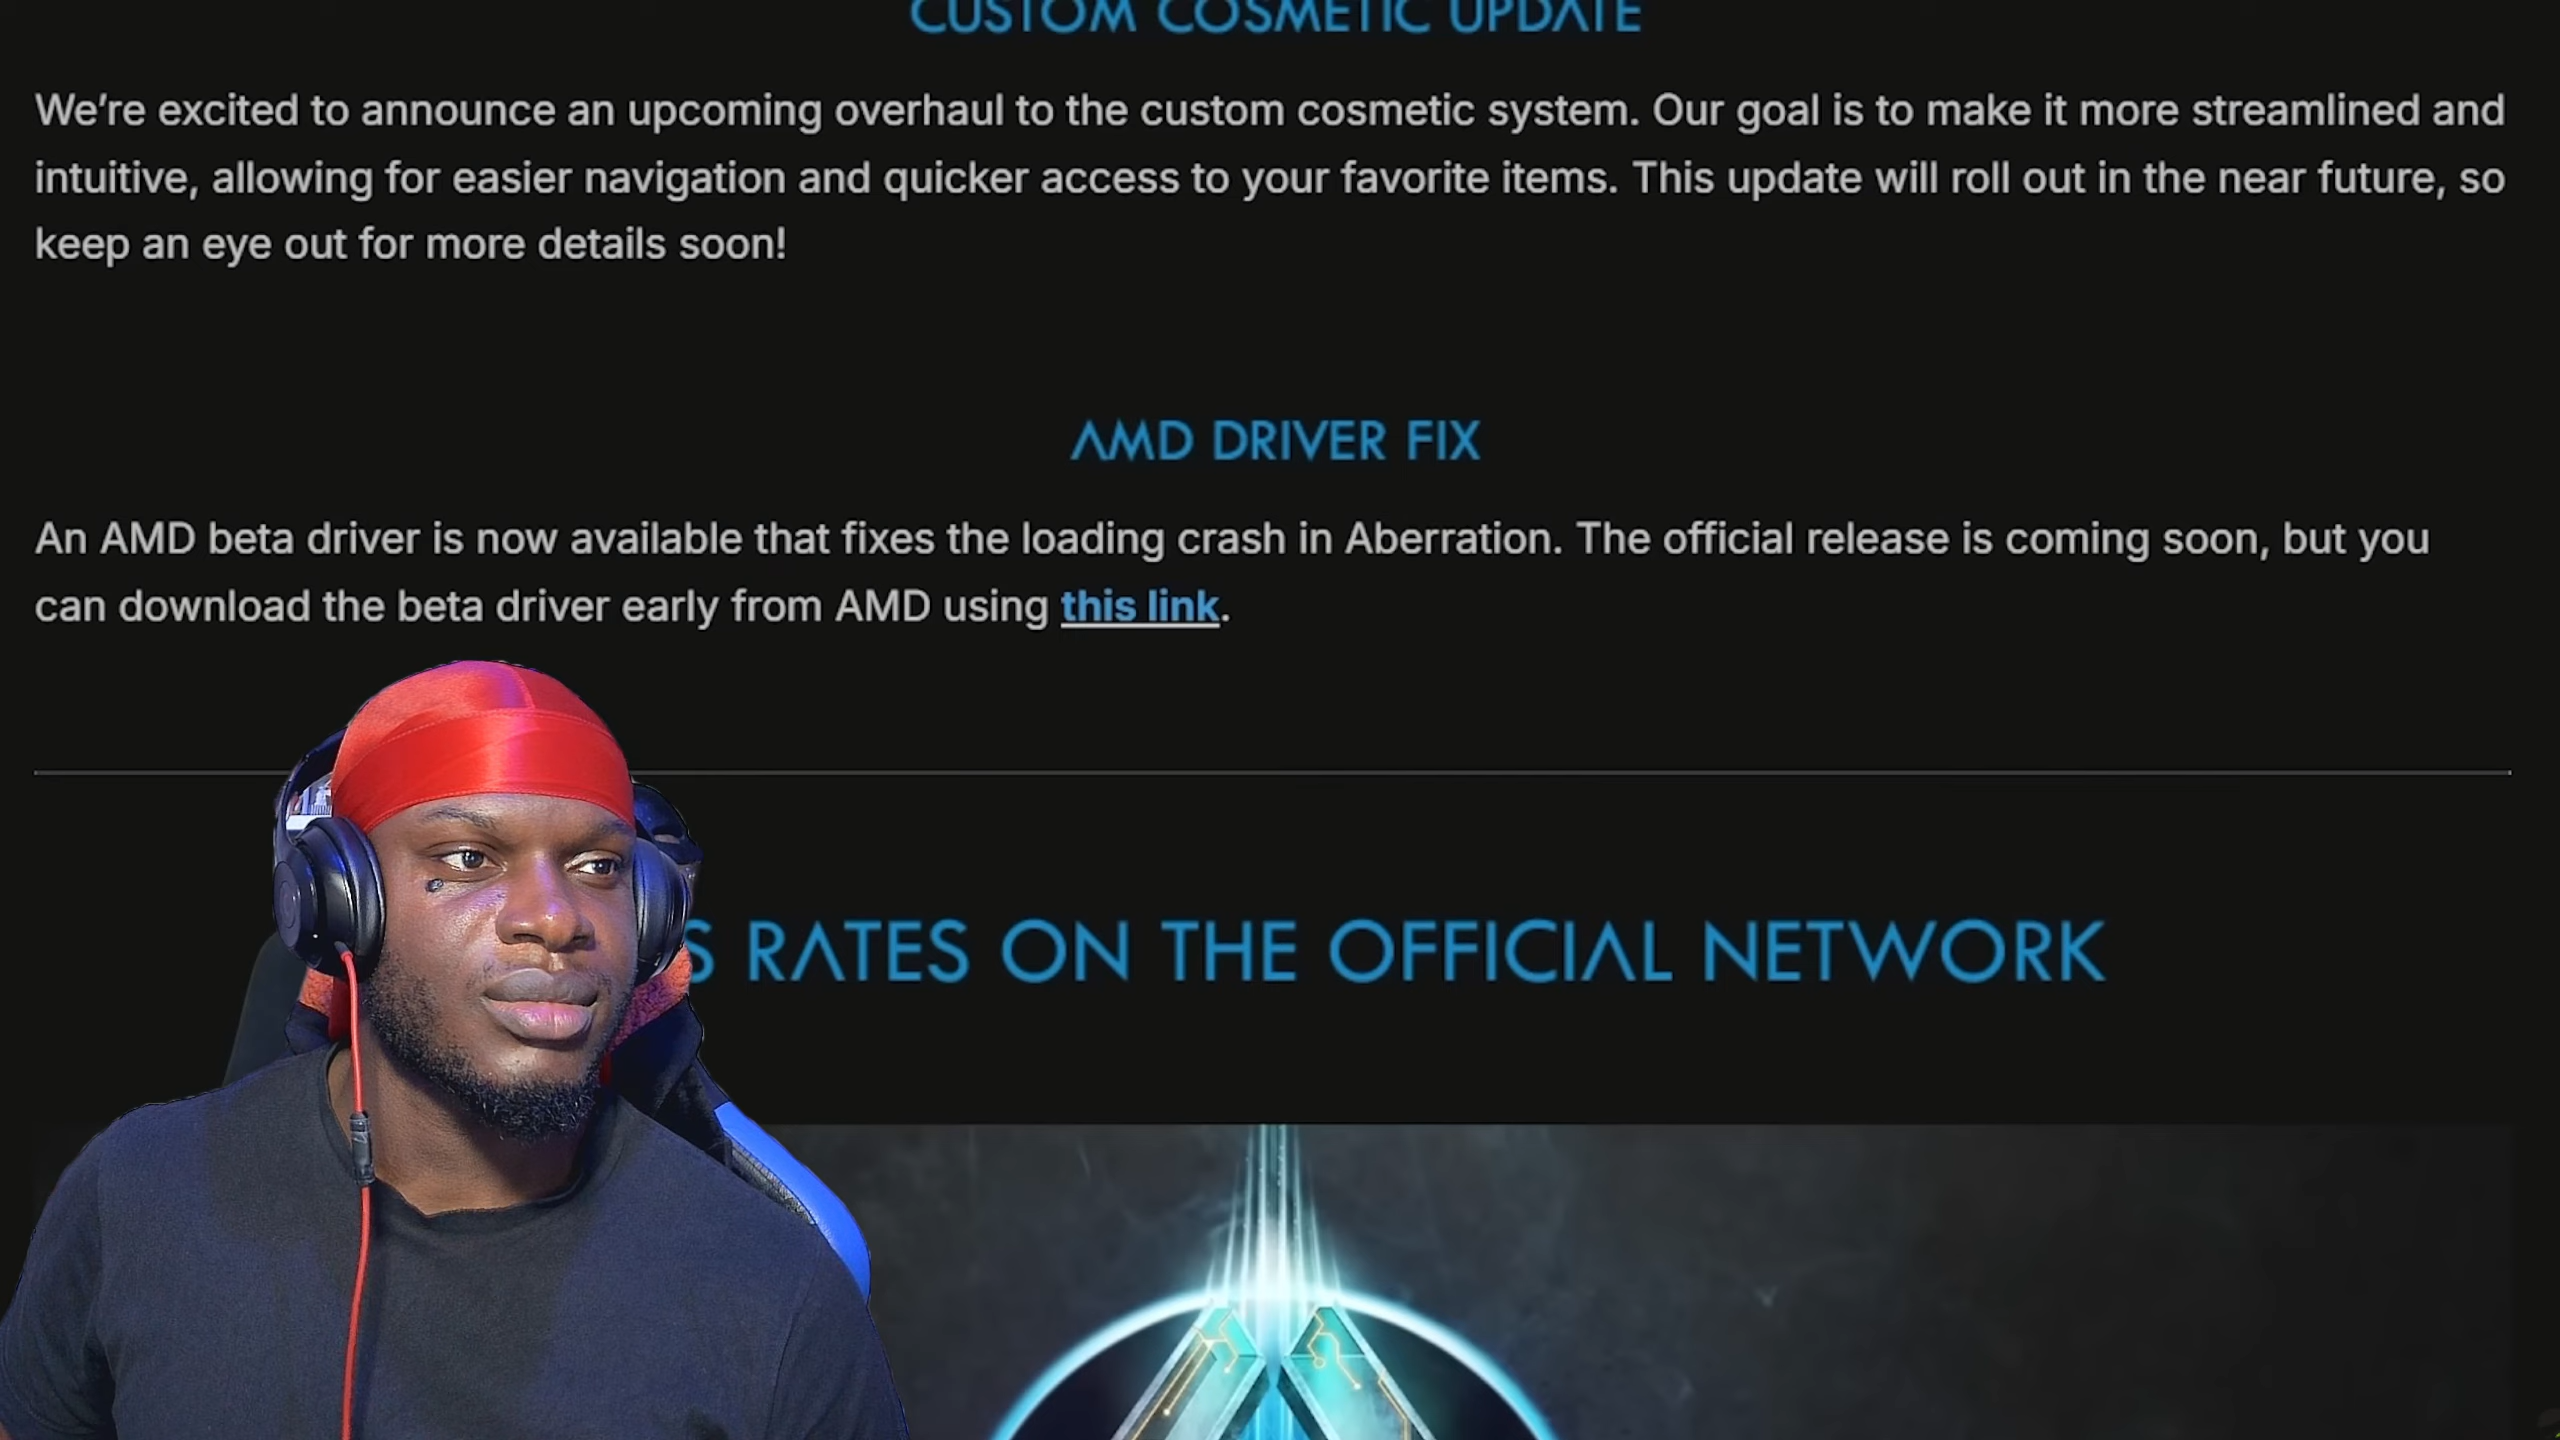 CUSTOM COSMETIC UPDATE
We’re excited to announce an upcoming overhaul to the custom cosmetic system. Our goal is to make it more streamlined and
intuitive, allowing for easier navigation and quicker access to your favorite items. This update will roll out in the near future, so
keep an eye out for more details soon!
AMD DRIVER FIX
An AMD beta driver is now available that fixes the loading crash in Aberration. The official release is coming soon, but you
can download the beta driver early from AMD using this link.
RATES ON THE OFFICIAL NETWORK